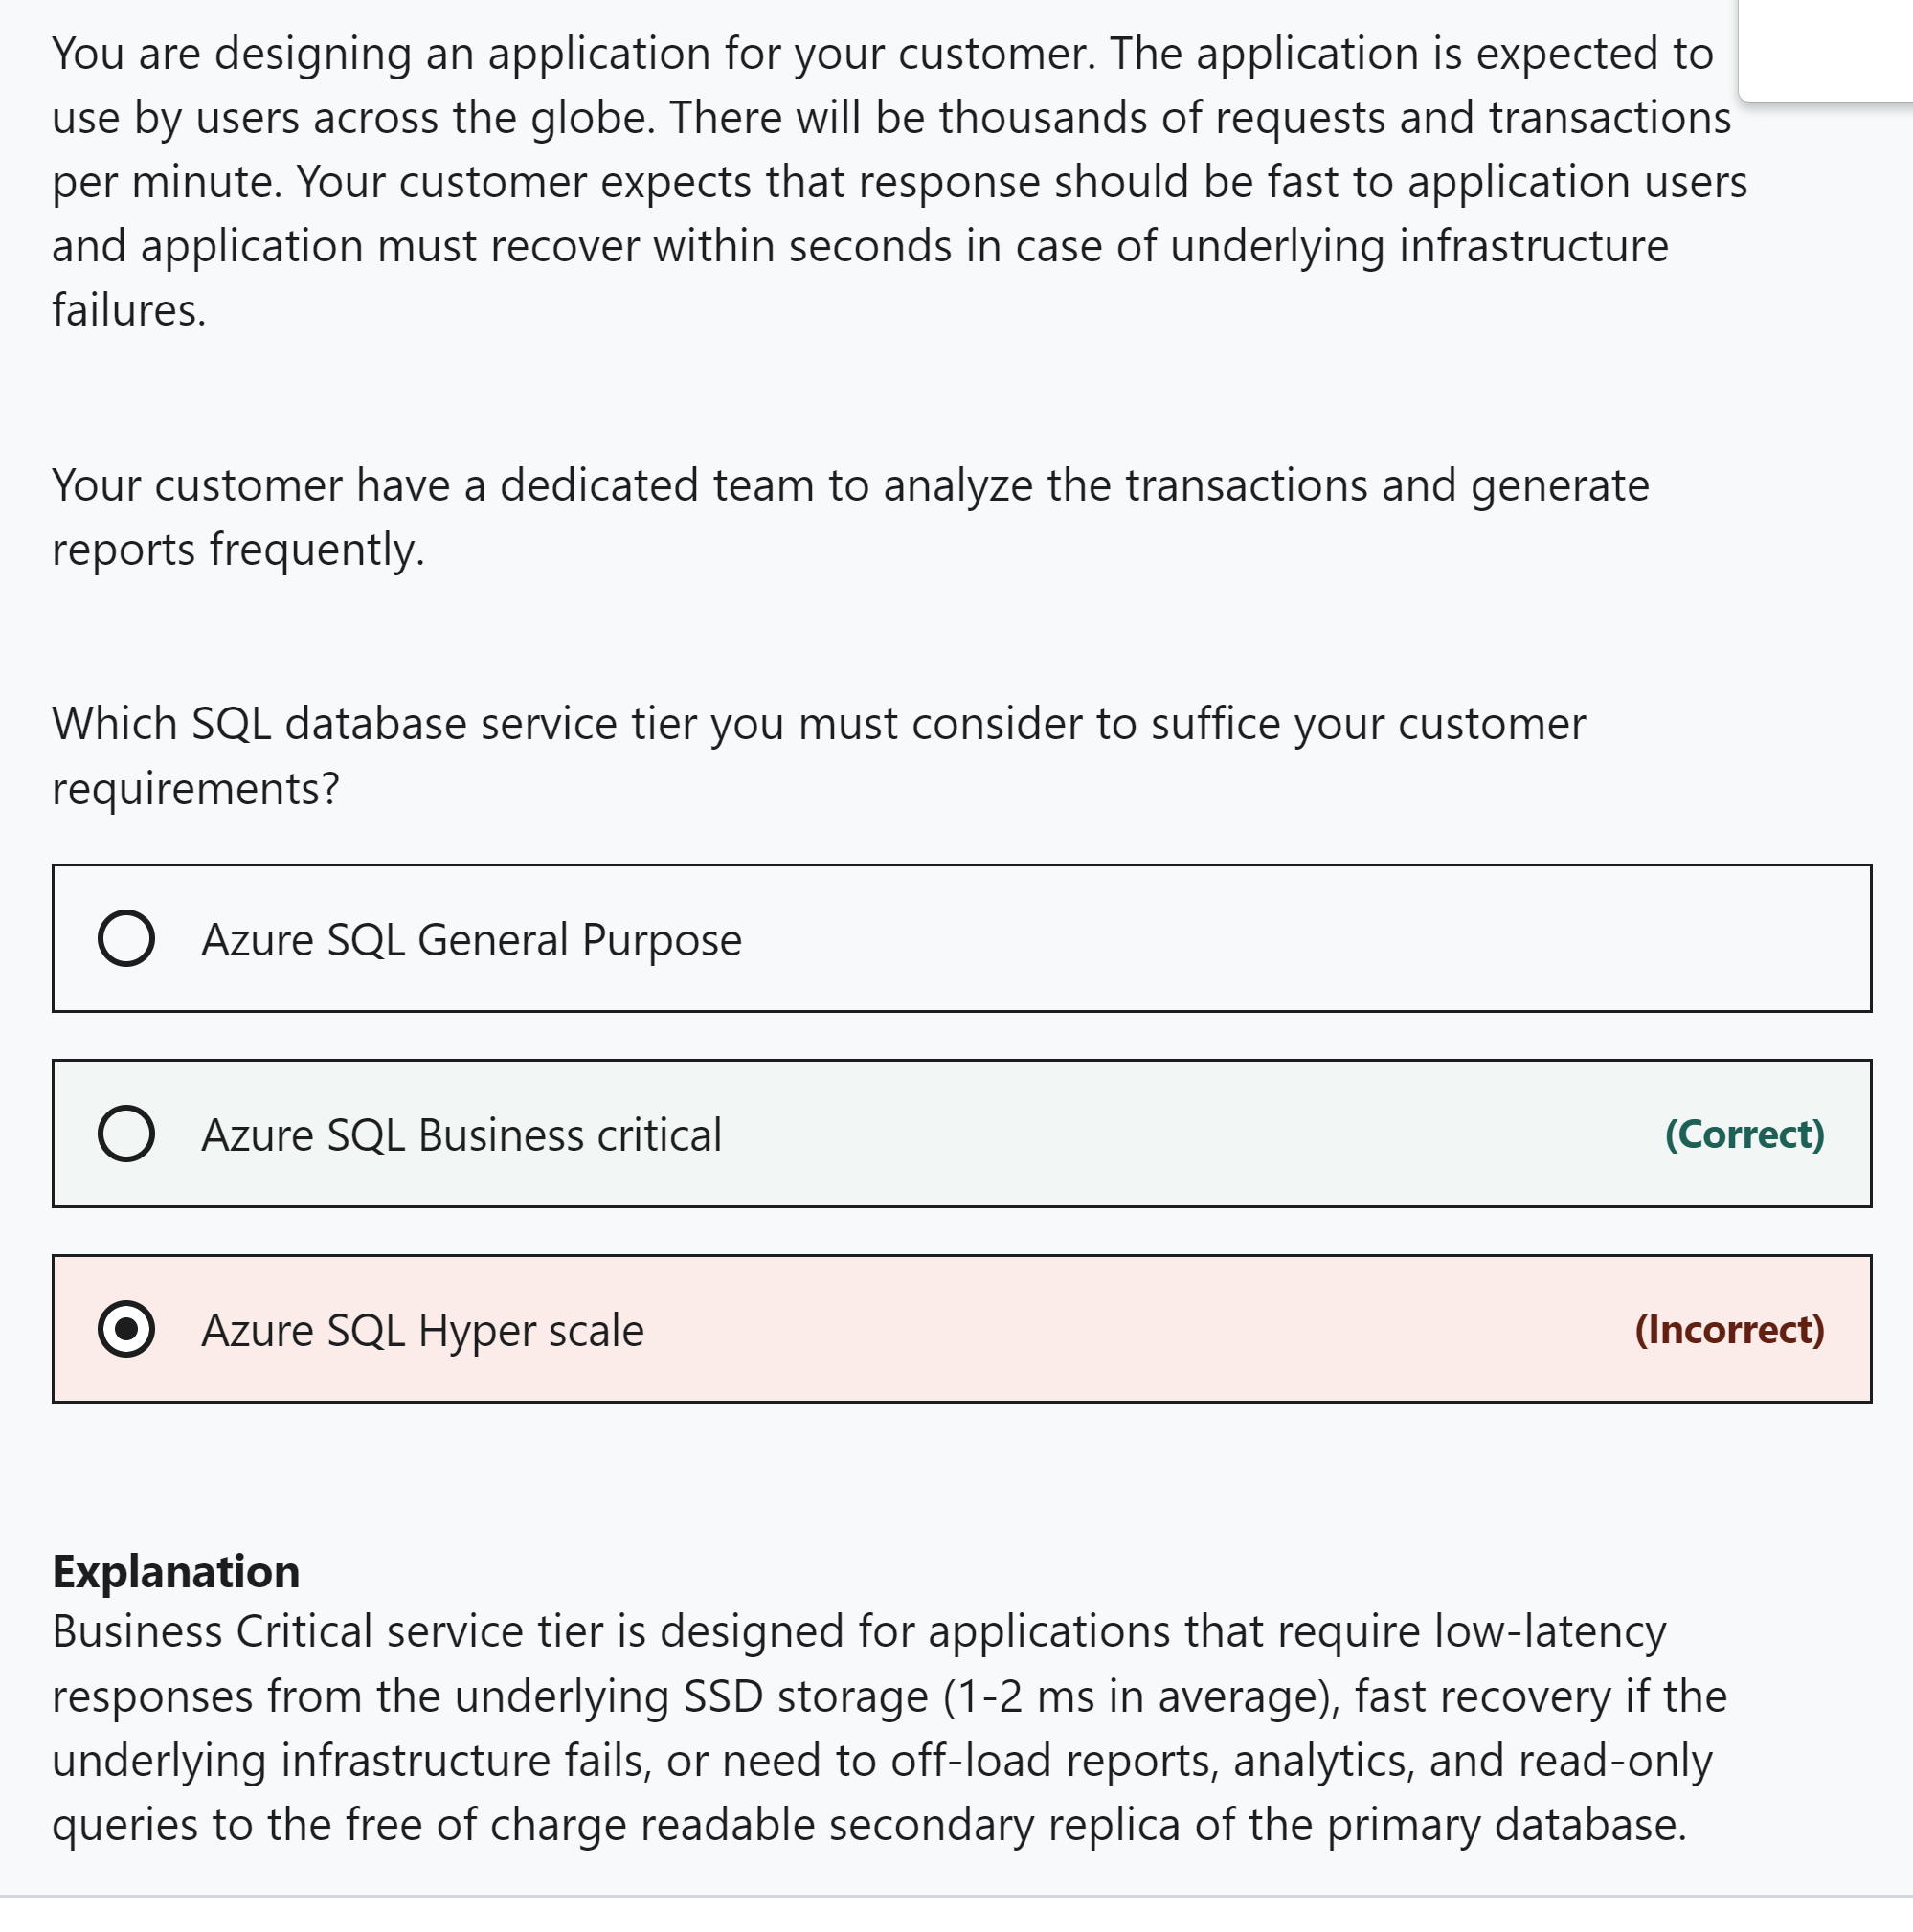 You are designing an application for your customer. The application is expected to
use by users across the globe. There will be thousands of requests and transactions
per minute. Your customer expects that response should be fast to application users
and application must recover within seconds in case of underlying infrastructure
failures.
Your customer have a dedicated team to analyze the transactions and generate
reports frequently.
Which SQL database service tier you must consider to suffice your customer
requirements?
Azure SQL General Purpose
Azure SQL Business critical (Correct)
Azure SQL Hyper scale (Incorrect)
Explanation
Business Critical service tier is designed for applications that require low-latency
responses from the underlying SSD storage (1-2 ms in average), fast recovery if the
underlying infrastructure fails, or need to off-load reports, analytics, and read-only
queries to the free of charge readable secondary replica of the primary database.